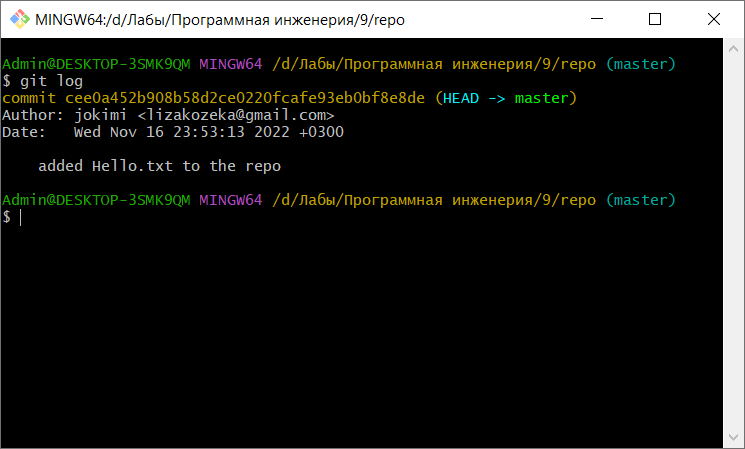 MINGW64:/d/Лабы/Программная инженерия/9/repo
Admin@DESKTOP-3SMK9QM MINGW64 /d/Лабы/Программная инженерия/9/repo (master)
$ git log
commit cee0a452b908b58d2ce0220fcafe93eb0bf8e8de (HEAD -> master)
Author: jokimi <lizakozeka@gmail.com>
Date:   Wed Nov 16 23:53:13 2022 +0300
added Hello.txt to the repo
Admin@DESKTOP-3SMK9QM MINGW64 /d/Лабы/Программная инженерия/9/repo (master)
$